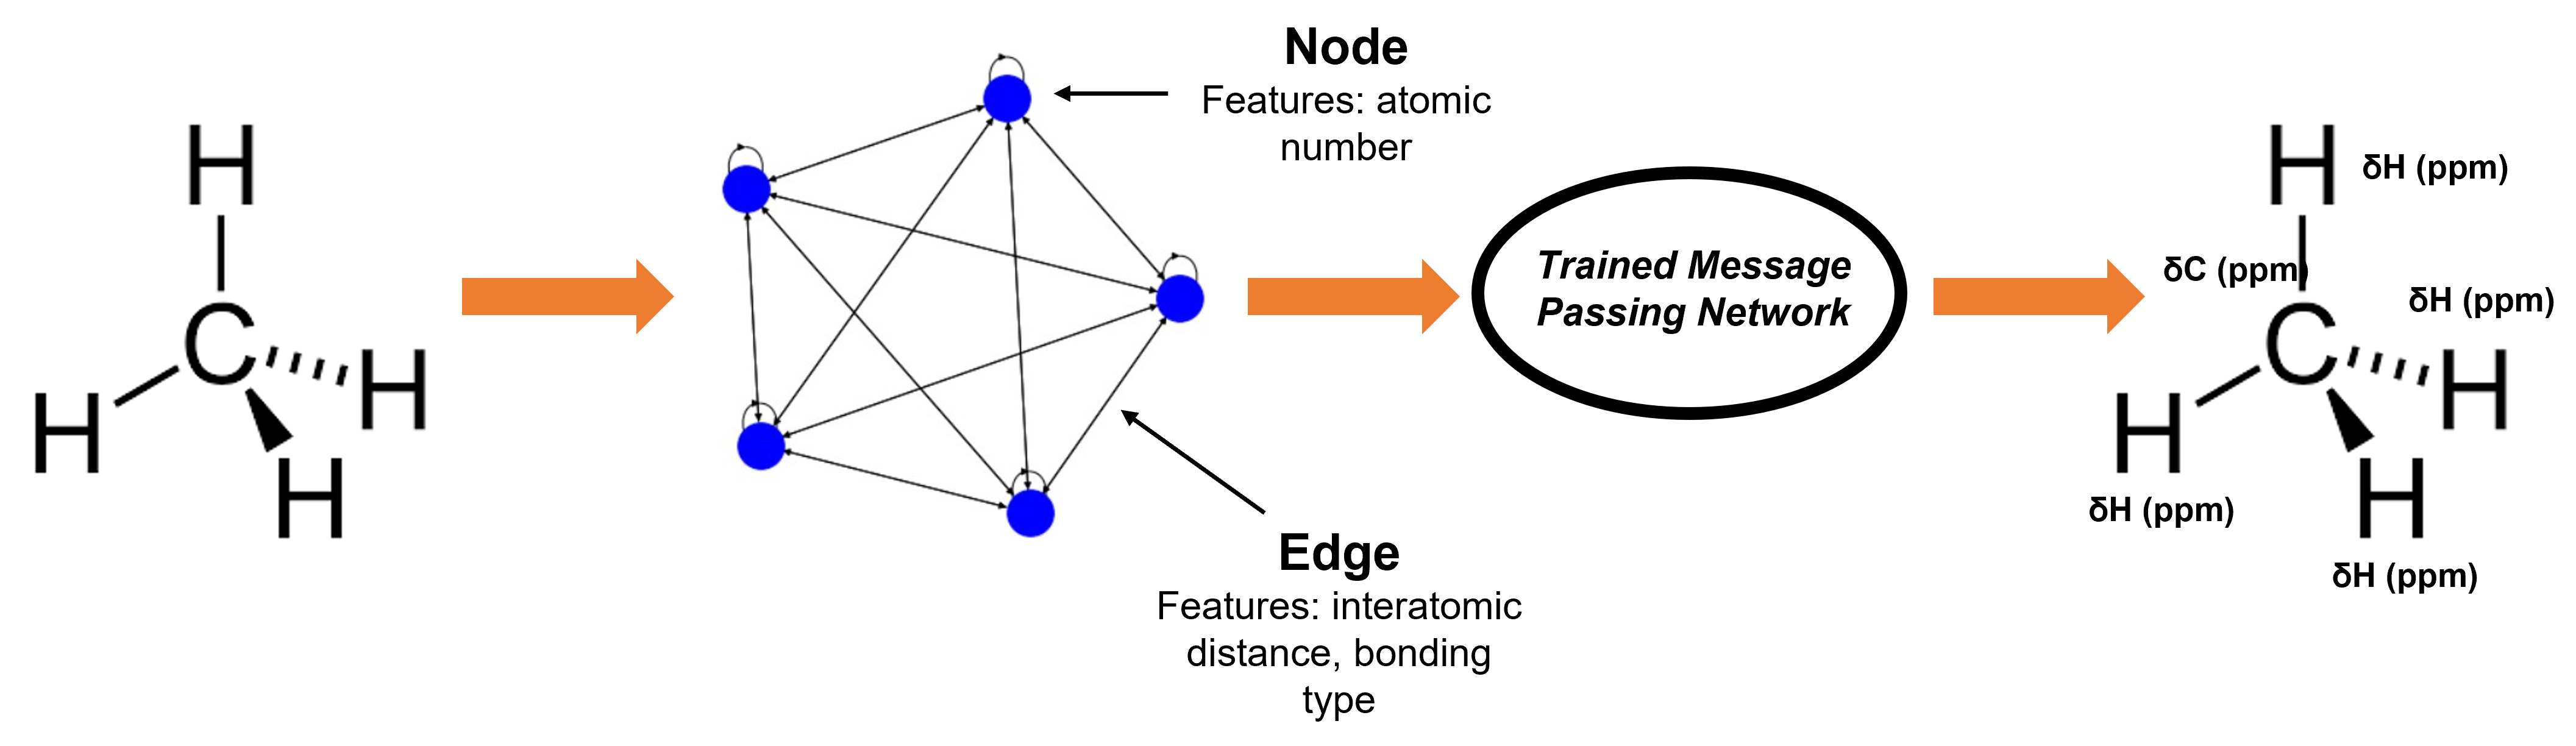 H
C
H
H
H
Node
Features: atomic
number
Edge
Features: interatomic
distance, bonding
type
Trained Message
Passing Network
H
δH (ppm)
δC (ppm)
δH (ppm)
C
H
H
δH (ppm)
H
δH (ppm)